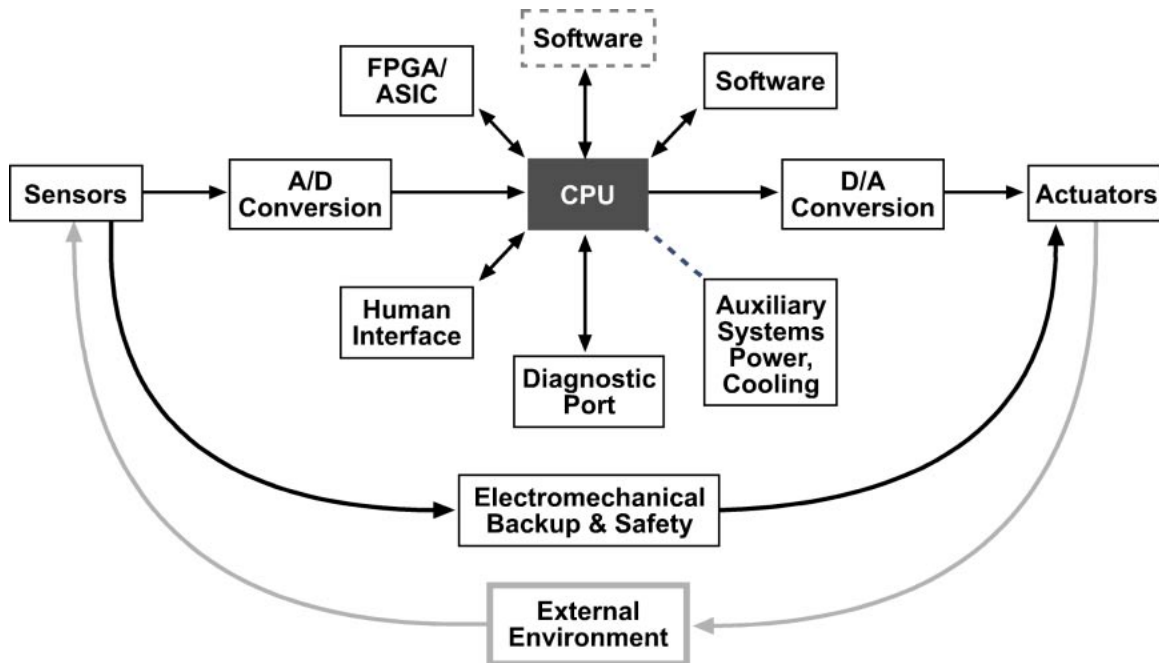 Software
FPGA/
ASIC
Software
Sensors
A/D
Conversion
CPU
D/A
Conversion
Actuators
Human
Interface
Diagnostic
Port
Auxiliary
Systems
Power,
Cooling
Electromechanical
Backup & Safety
External
Environment